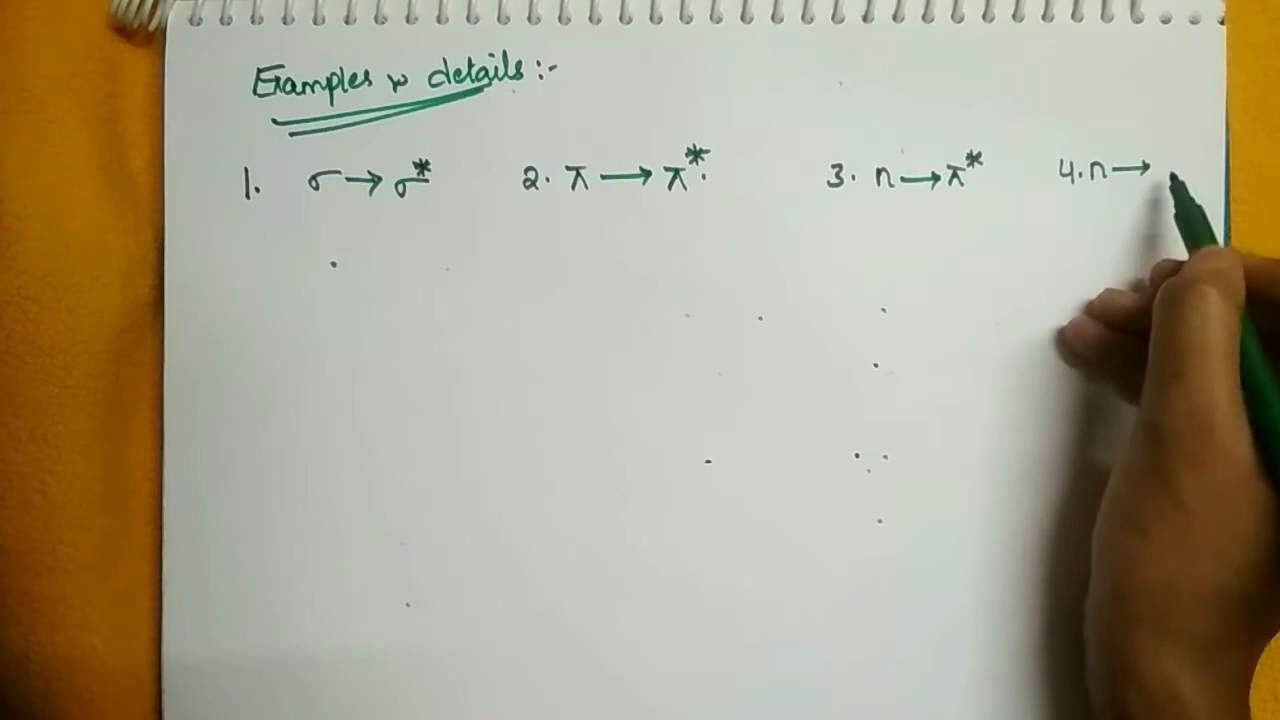 Examples & details :-
1. σ → σ* 2. π → π*. 3. n → π* 4. n →